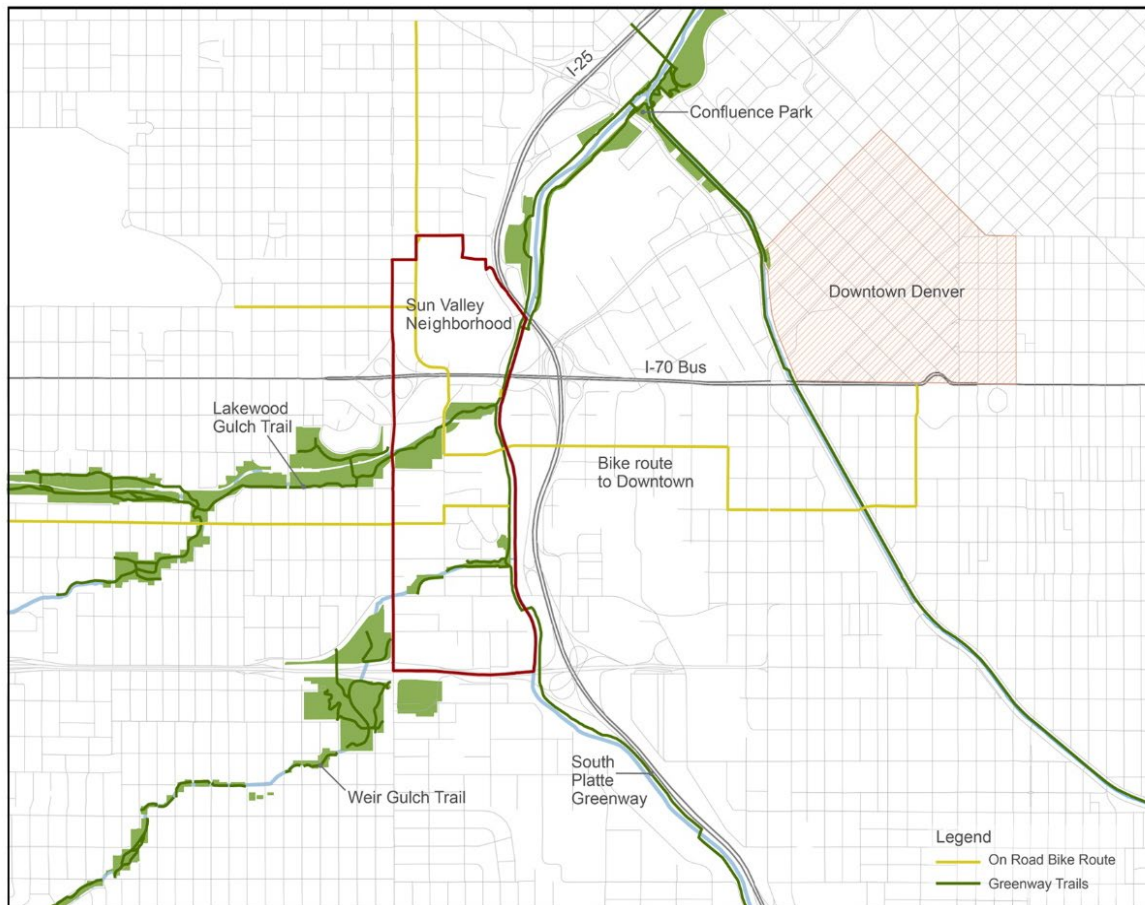 I-25
Confluence Park
Downtown Denver
Sun Valley
Neighborhood
I-70 Bus
Lakewood
Gulch Trail
Bike route
to Downtown
South
Platte
Greenway
Weir Gulch Trail
Legend
On Road Bike Route
Greenway Trails